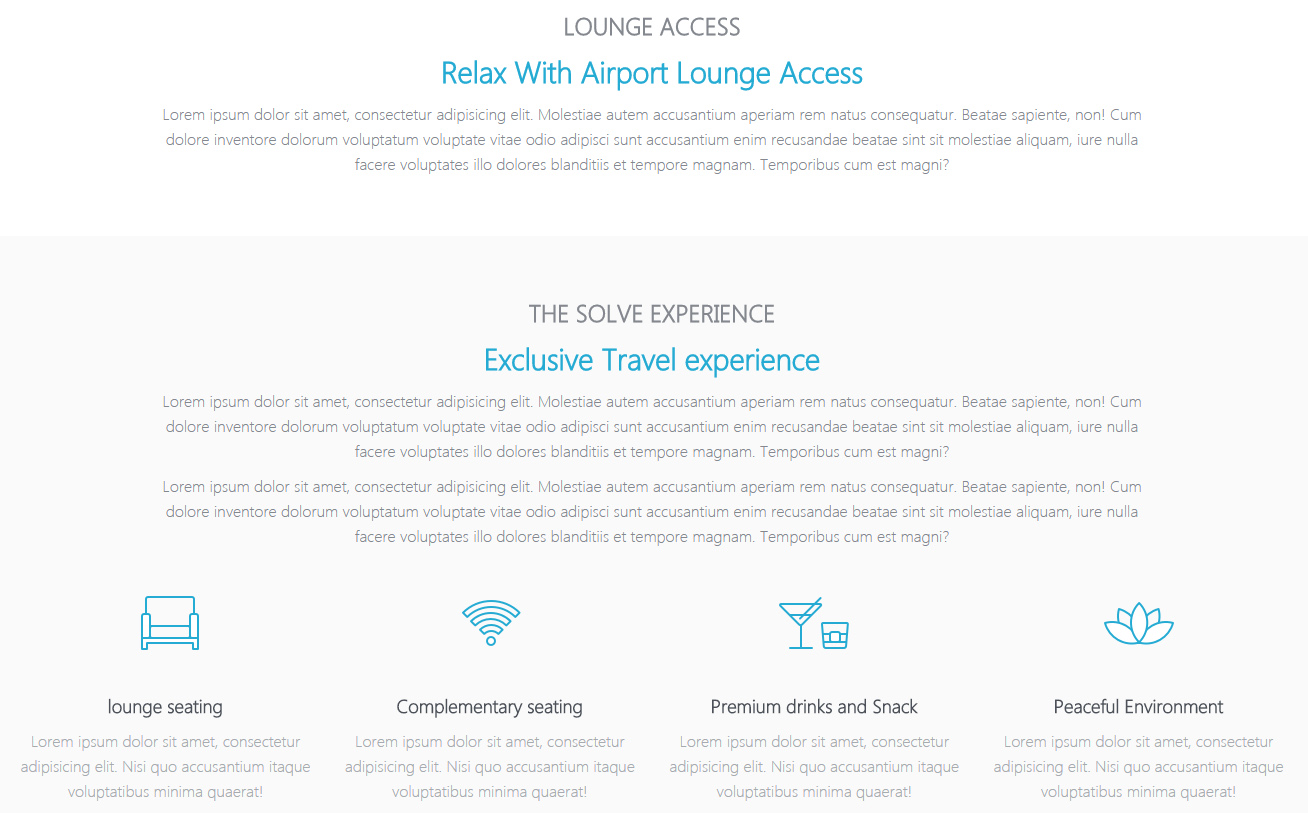 LOUNGE ACCESS
Relax With Airport Lounge Access
Lorem ipsum dolor sit amet, consectetur adipisicing elit. Molestiae autem accusantium aperiam rem natus consequatur. Beatae sapiente, non! Cum
dolore inventore dolorum voluptatum voluptate vitae odio adipisci sunt accusantium enim recusandae beatae sint sit molestiae aliquam, iure nulla
facere voluptates illo dolores blanditiis et tempore magnam. Temporibus cum est magni?
THE SOLVE EXPERIENCE
Exclusive Travel experience
Lorem ipsum dolor sit amet, consectetur adipisicing elit. Molestiae autem accusantium aperiam rem natus consequatur. Beatae sapiente, non! Cum
dolore inventore dolorum voluptatum voluptate vitae odio adipisci sunt accusantium enim recusandae beatae sint sit molestiae aliquam, iure nulla
facere voluptates illo dolores blanditiis et tempore magnam. Temporibus cum est magni?
Lorem ipsum dolor sit amet, consectetur adipisicing elit. Molestiae autem accusantium aperiam rem natus consequatur. Beatae sapiente, non! Cum
dolore inventore dolorum voluptatum voluptate vitae odio adipisci sunt accusantium enim recusandae beatae sint sit molestiae aliquam, iure nulla
facere voluptates illo dolores blanditiis et tempore magnam. Temporibus cum est magni?
lounge seating
Lorem ipsum dolor sit amet, consectetur
adipisicing elit. Nisi quo accusantium itaque
voluptatibus minima quaerat!
Complementary seating
Lorem ipsum dolor sit amet, consectetur
adipisicing elit. Nisi quo accusantium itaque
voluptatibus minima quaerat!
Premium drinks and Snack
Lorem ipsum dolor sit amet, consectetur
adipisicing elit. Nisi quo accusantium itaque
voluptatibus minima quaerat!
Peaceful Environment
Lorem ipsum dolor sit amet, consectetur
adipisicing elit. Nisi quo accusantium itaque
voluptatibus minima quaerat!